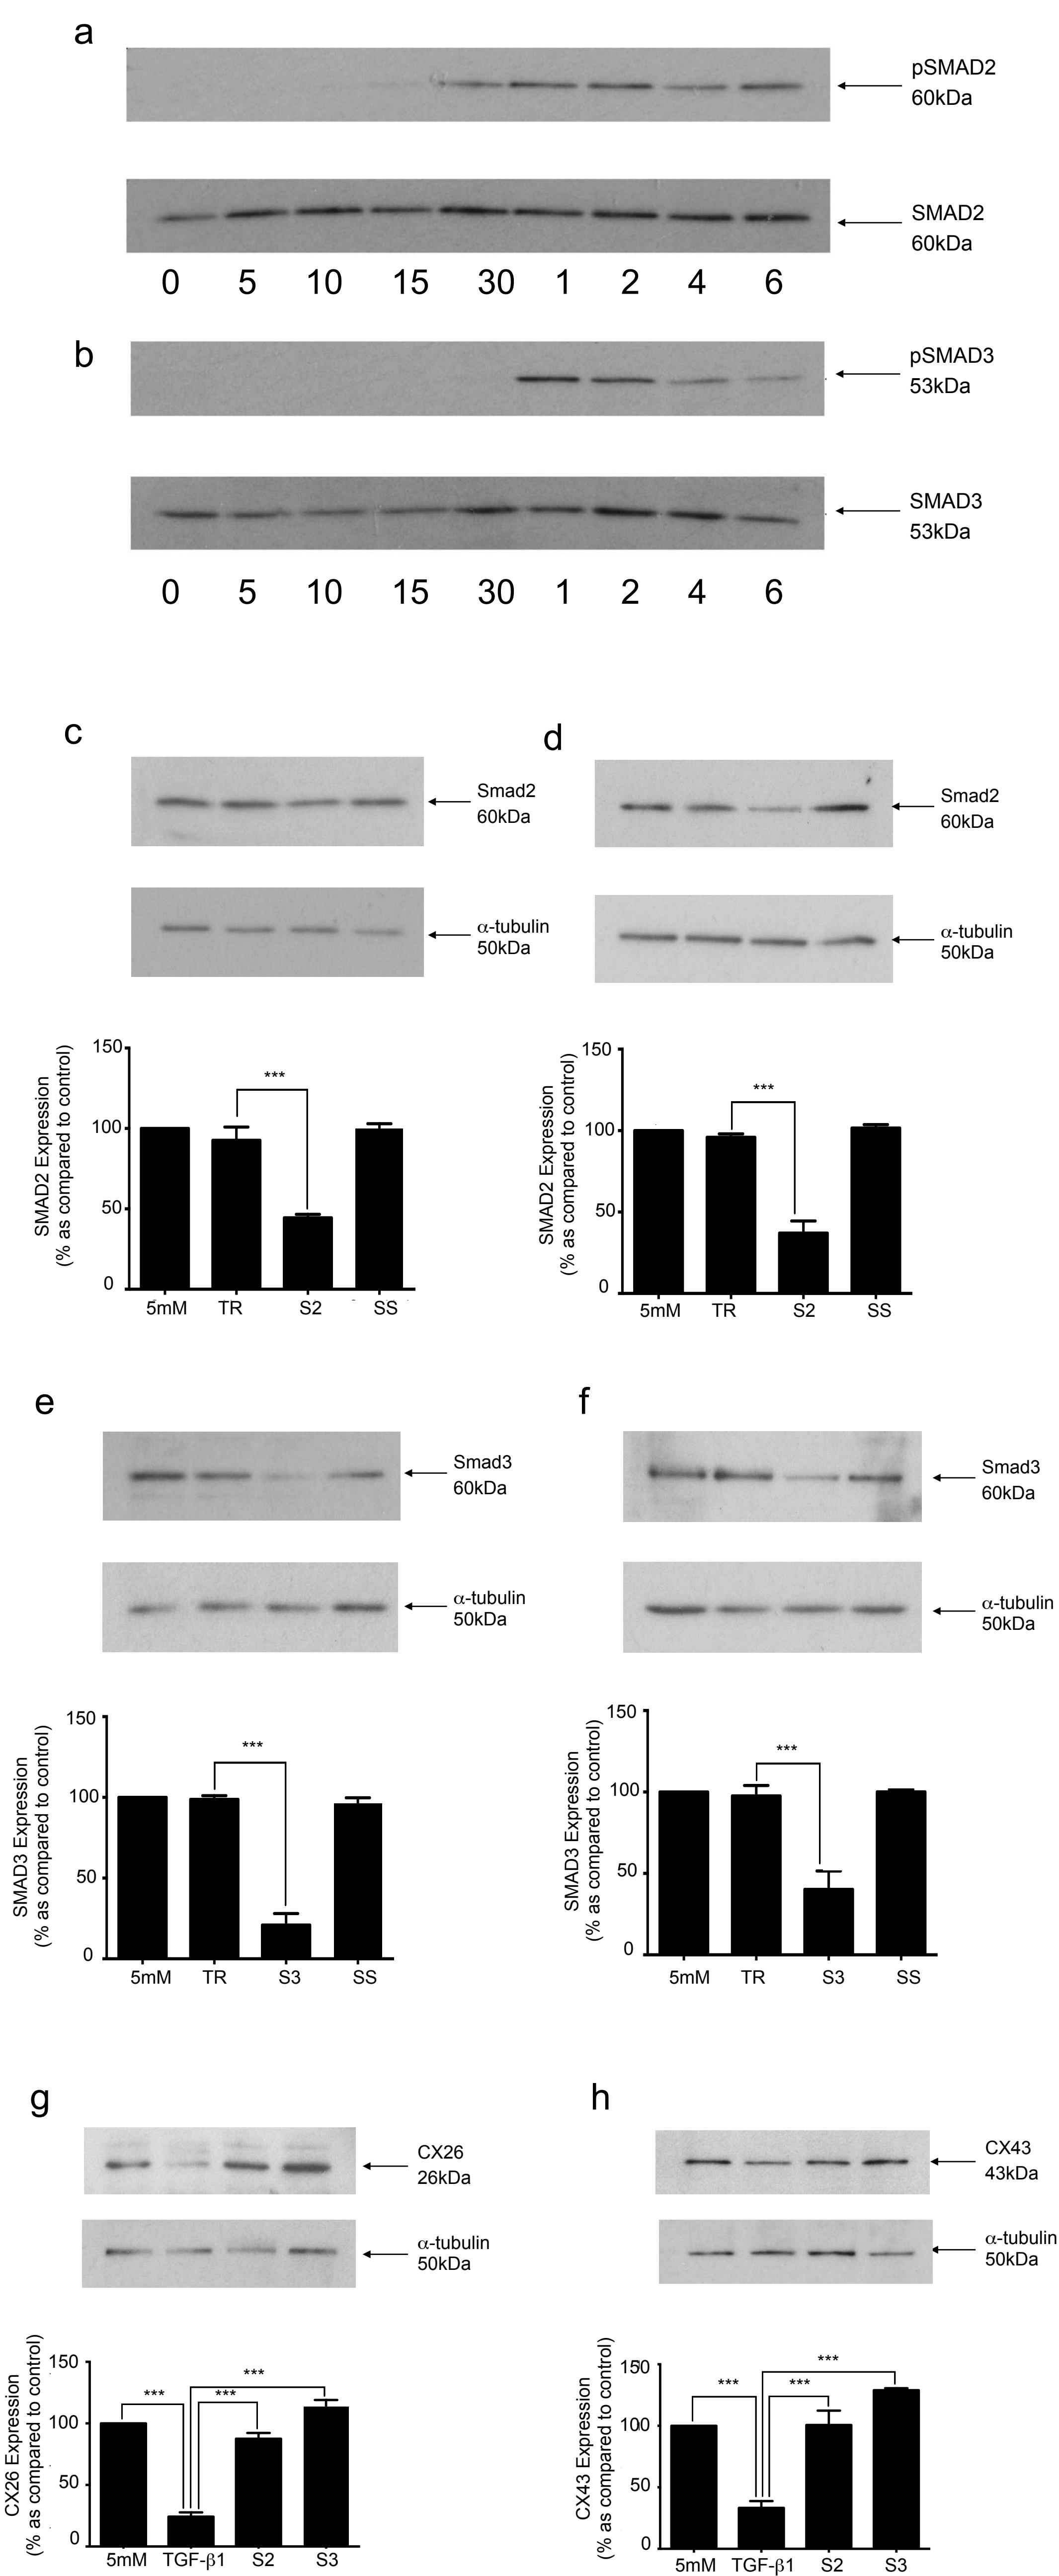 a
pSMAD2
60kDa
SMAD2
60kDa
0 5 10 15 30 1 2 4 6
b
pSMAD3
53kDa
SMAD3
53kDa
0 5 10 15 30 1 2 4 6
c
Smad2
60kDa
α-tubulin
50kDa
SMAD2 Expression
(% as compared to control)
150
100
50
0
***
5mM TR S2 SS
d
Smad2
60kDa
α-tubulin
50kDa
SMAD2 Expression
(% as compared to control)
150
100
50
0
***
5mM TR S2 SS
e
Smad3
60kDa
α-tubulin
50kDa
SMAD3 Expression
(% as compared to control)
150
100
50
0
***
5mM TR S3 SS
f
Smad3
60kDa
α-tubulin
50kDa
SMAD3 Expression
(% as compared to control)
150
100
50
0
***
5mM TR S3 SS
g
CX26
26kDa
α-tubulin
50kDa
CX26 Expression
(% as compared to control)
150
100
50
0
***
*** ***
5mM TGF-β1 S2 S3
h
CX43
43kDa
α-tubulin
50kDa
CX43 Expression
(% as compared to control)
150
100
50
0
***
*** ***
5mM TGF-β1 S2 S3